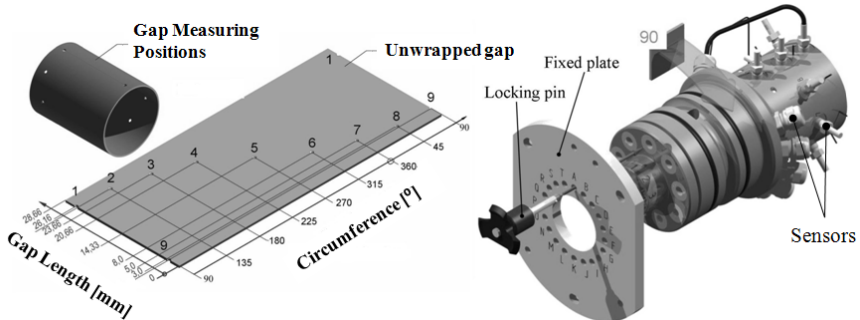 Gap Measuring
Positions
Unwrapped gap
1
9
8
7
6
5
4
3
2
1
9
90
45
360
315
270
225
180
135
90
28,66
26,16
23,66
20,66
14,33
8,0
5,0
3,0
0
Gap Length [mm]
Circumference [°]
90
Fixed plate
Locking pin
Sensors
R S T A B C
Q
P
N
M
L
K J I
H
G